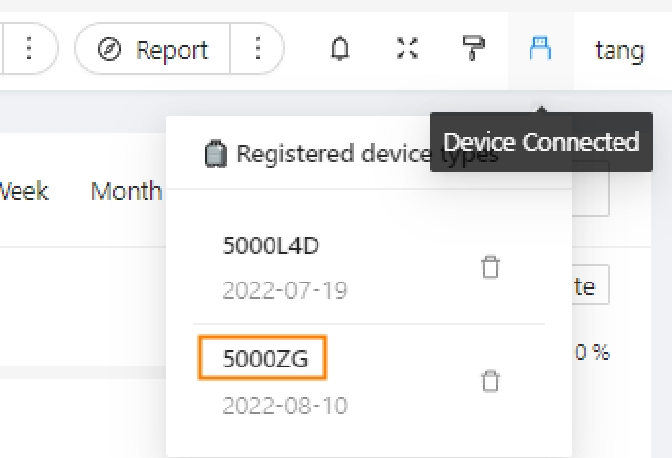 Report
tang
Device Connected
Registered device types
Week
Month
5000L4D
2022-07-19
te
5000ZG
0 %
2022-08-10